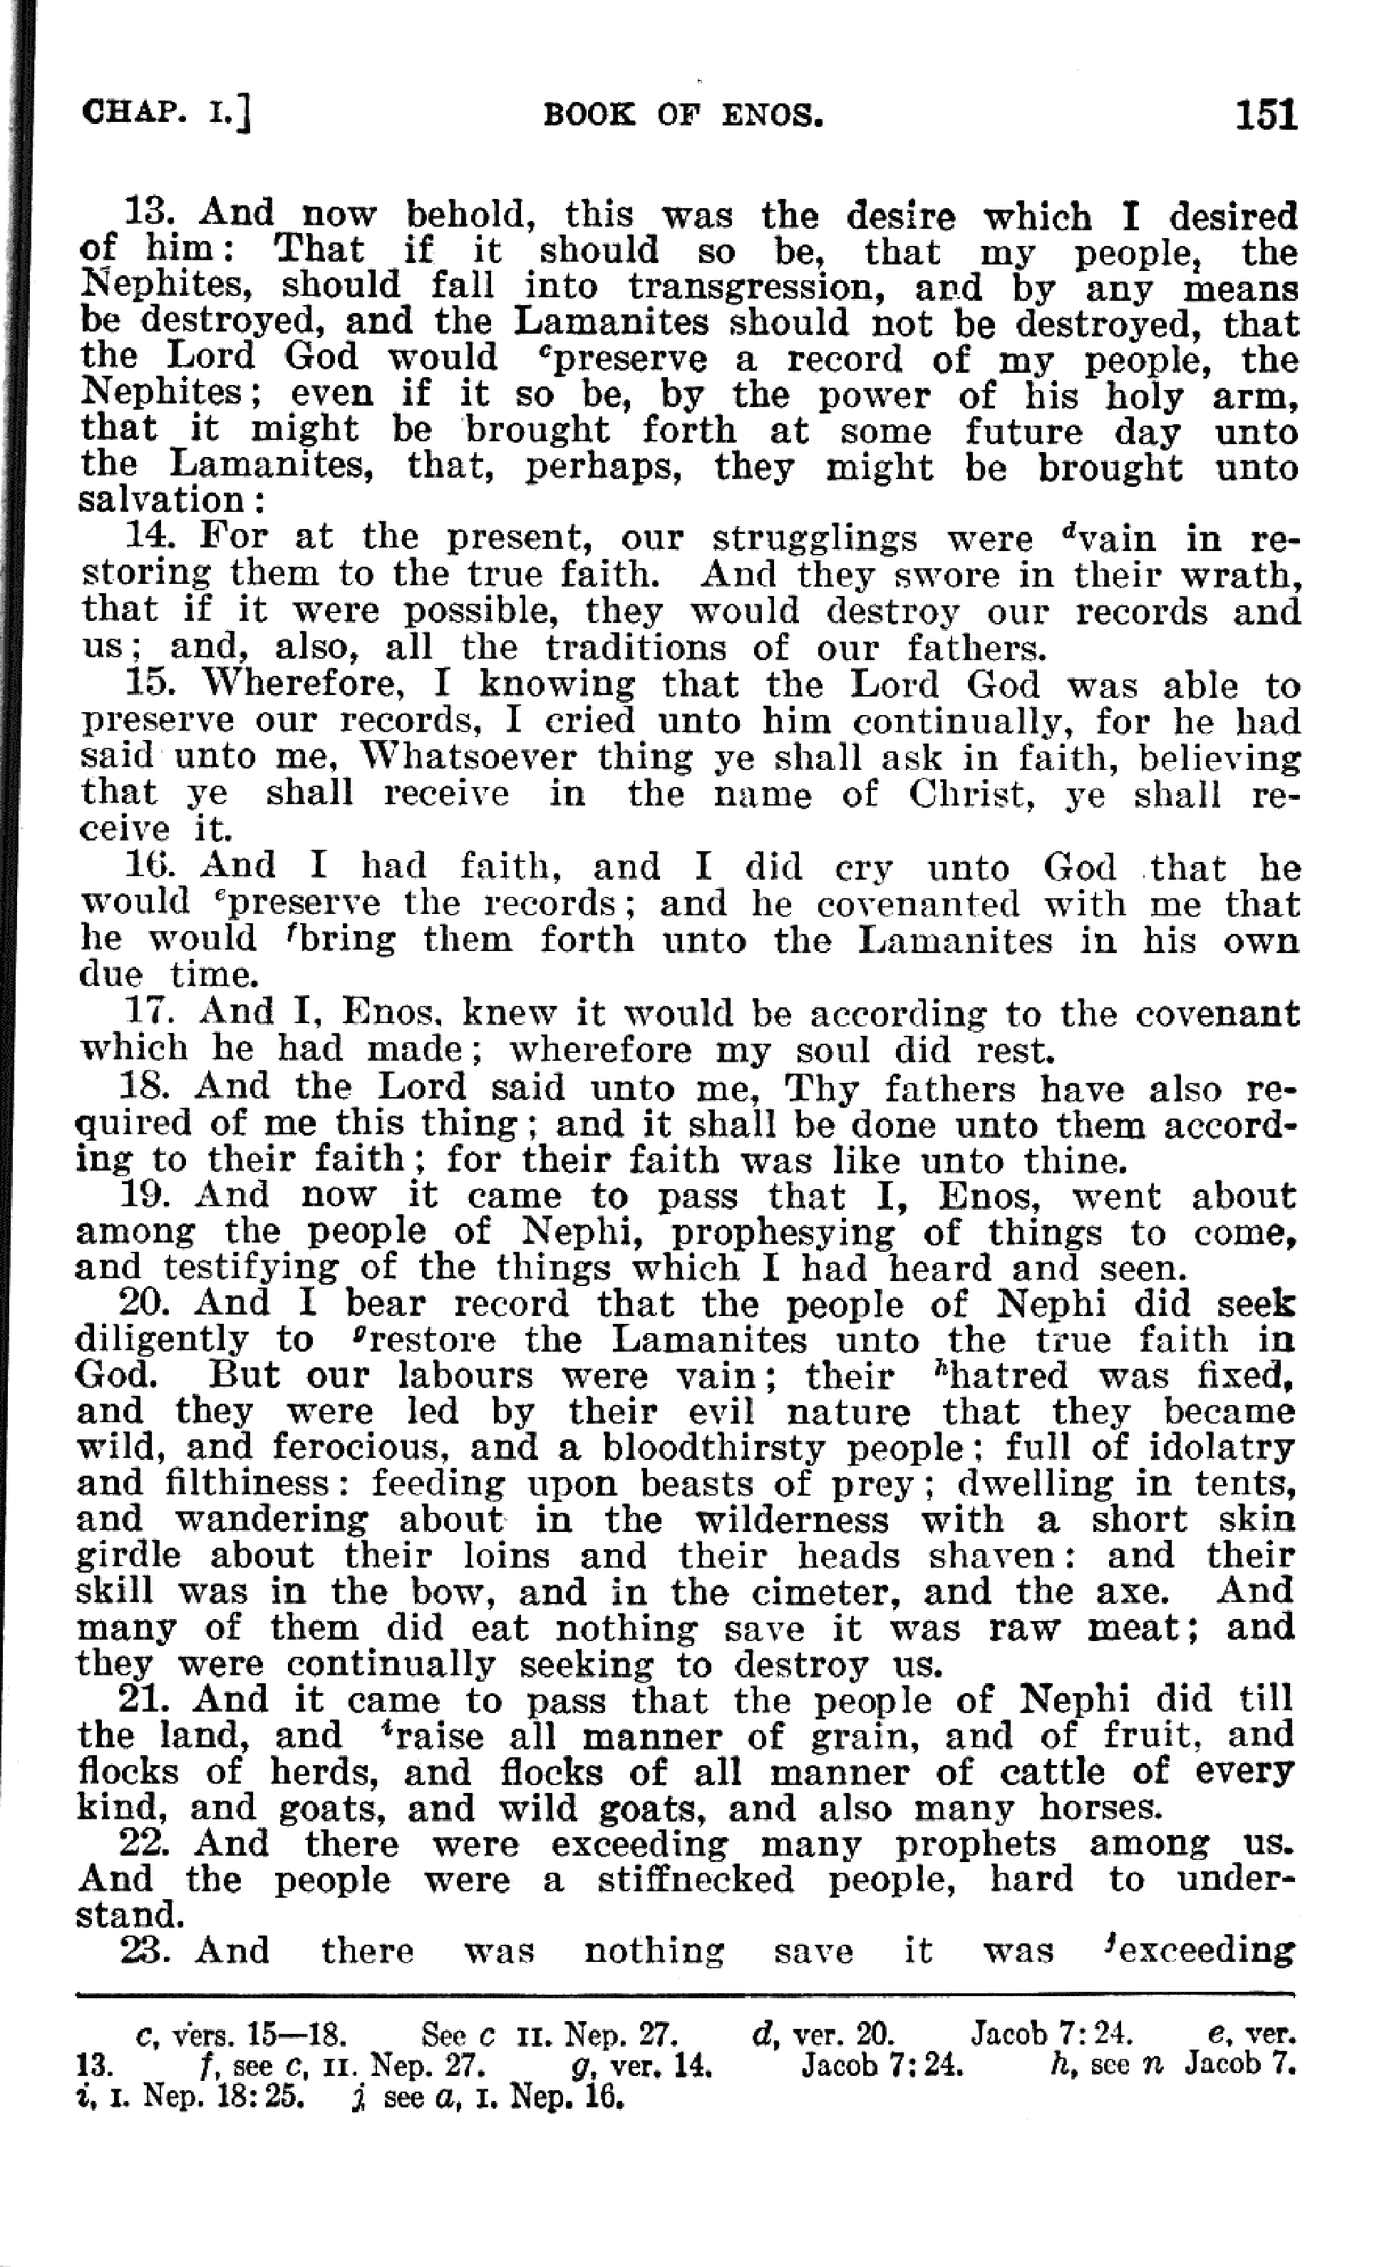 CHAP. I.] BOOK OF ENOS. 151
13. And now behold, this was the desire which I desired
of him: That if it should so be, that my people, the
Nephites, should fall into transgression, and by any means
be destroyed, and the Lamanites should not be destroyed, that
the Lord God would cpreserve a record of my people, the
Nephites; even if it so be, by the power of his holy arm,
that it might be brought forth at some future day unto
the Lamanites, that, perhaps, they might be brought unto
salvation:
14. For at the present, our strugglings were dvain in re-
storing them to the true faith. And they swore in their wrath,
that if it were possible, they would destroy our records and
us; and, also, all the traditions of our fathers.
15. Wherefore, I knowing that the Lord God was able to
preserve our records, I cried unto him continually, for he had
said unto me, Whatsoever thing ye shall ask in faith, believing
that ye shall receive in the name of Christ, ye shall re-
ceive it.
16. And I had faith, and I did cry unto God that he
would epreserve the records; and he covenanted with me that
he would fbring them forth unto the Lamanites in his own
due time.
17. And I, Enos, knew it would be according to the covenant
which he had made; wherefore my soul did rest.
18. And the Lord said unto me, Thy fathers have also re-
quired of me this thing; and it shall be done unto them accord-
ing to their faith; for their faith was like unto thine.
19. And now it came to pass that I, Enos, went about
among the people of Nephi, prophesying of things to come,
and testifying of the things which I had heard and seen.
20. And I bear record that the people of Nephi did seek
diligently to grestore the Lamanites unto the true faith in
God. But our labours were vain; their hhatred was fixed,
and they were led by their evil nature that they became
wild, and ferocious, and a bloodthirsty people; full of idolatry
and filthiness: feeding upon beasts of prey; dwelling in tents,
and wandering about in the wilderness with a short skin
girdle about their loins and their heads shaven: and their
skill was in the bow, and in the cimeter, and the axe. And
many of them did eat nothing save it was raw meat; and
they were continually seeking to destroy us.
21. And it came to pass that the people of Nephi did till
the land, and iraise all manner of grain, and of fruit, and
flocks of herds, and flocks of all manner of cattle of every
kind, and goats, and wild goats, and also many horses.
22. And there were exceeding many prophets among us.
And the people were a stiffnecked people, hard to under-
stand.
23. And there was nothing save it was jexceeding
c, vers. 15—18. See c II. Nep. 27. d, ver. 20. Jacob 7: 24. e, ver.
13. f, see c, II. Nep. 27. g, ver. 14. Jacob 7: 24. h, see n Jacob 7.
i, I. Nep. 18: 25. j, see a, I. Nep. 16.